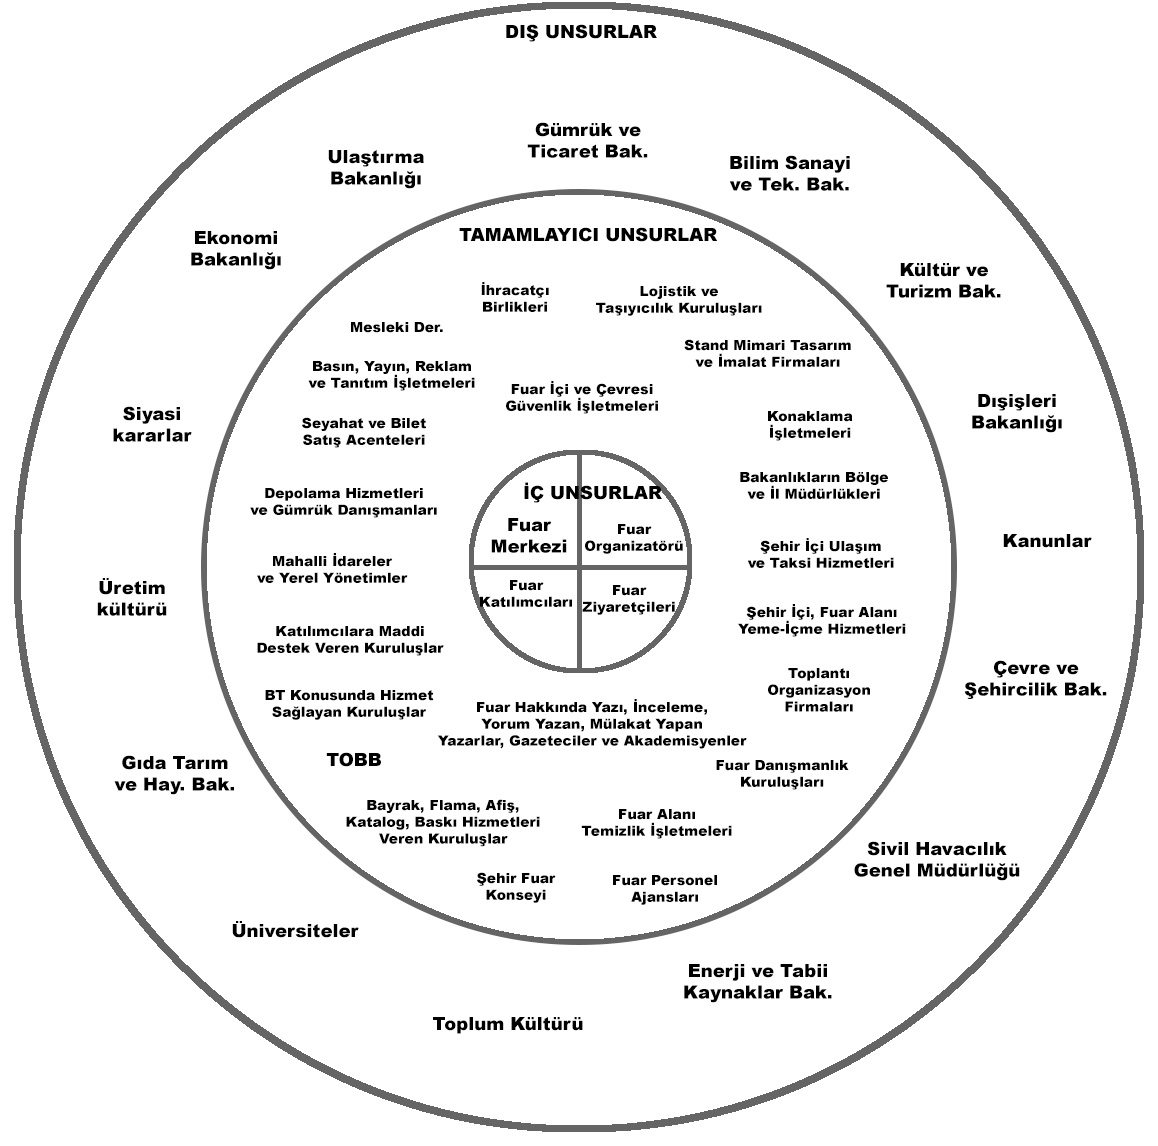 DIŞ UNSURLAR
Gümrük ve
Ticaret Bak.
Ulaştırma
Bakanlığı
Bilim Sanayi
ve Tek. Bak.
Ekonomi
Bakanlığı
Kültür ve
Turizm Bak.
Siyasi
kararlar
Dışişleri
Bakanlığı
Kanunlar
Üretim
kültürü
Çevre ve
Şehircilik Bak.
Gıda Tarım
ve Hay. Bak.
Sivil Havacılık
Genel Müdürlüğü
Üniversiteler
Enerji ve Tabii
Kaynaklar Bak.
Toplum Kültürü
TAMAMLAYICI UNSURLAR
İhracatçı
Birlikleri
Lojistik ve
Taşıyıcılık Kuruluşları
Mesleki Der.
Stand Mimari Tasarım
ve İmalat Firmaları
Basın, Yayın, Reklam
ve Tanıtım İşletmeleri
Fuar İçi ve Çevresi
Güvenlik İşletmeleri
Seyahat ve Bilet
Satış Acenteleri
Konaklama
İşletmeleri
Depolama Hizmetleri
ve Gümrük Danışmanları
Bakanlıkların Bölge
ve İl Müdürlükleri
Mahalli İdareler
ve Yerel Yönetimler
Şehir İçi Ulaşım
ve Taksi Hizmetleri
Katılımcılara Maddi
Destek Veren Kuruluşlar
Şehir İçi, Fuar Alanı
Yeme-İçme Hizmetleri
BT Konusunda Hizmet
Sağlayan Kuruluşlar
Toplantı
Organizasyon
Firmaları
Fuar Hakkında Yazı, İnceleme,
Yorum Yazan, Mülakat Yapan
Yazarlar, Gazeteciler ve Akademisyenler
TOBB
Fuar Danışmanlık
Kuruluşları
Bayrak, Flama, Afiş,
Katalog, Baskı Hizmetleri
Veren Kuruluşlar
Fuar Alanı
Temizlik İşletmeleri
Şehir Fuar
Konseyi
Fuar Personel
Ajansları
İÇ UNSURLAR
Fuar
Merkezi
Fuar
Organizatörü
Fuar
Katılımcıları
Fuar
Ziyaretçileri